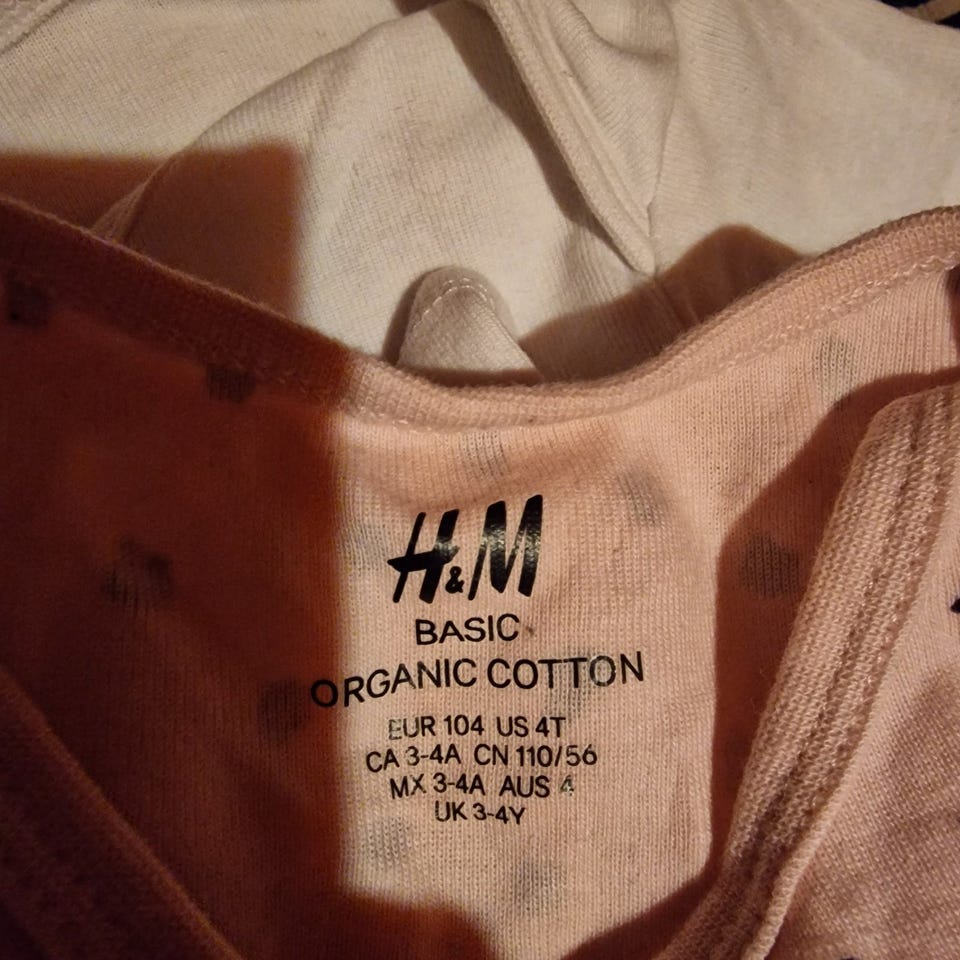 H&M
BASIC
ORGANIC COTTON
EUR 104 US 4T
CA 3-4A CN 110/56
MX 3-4A AUS 4
UK 3-4Y